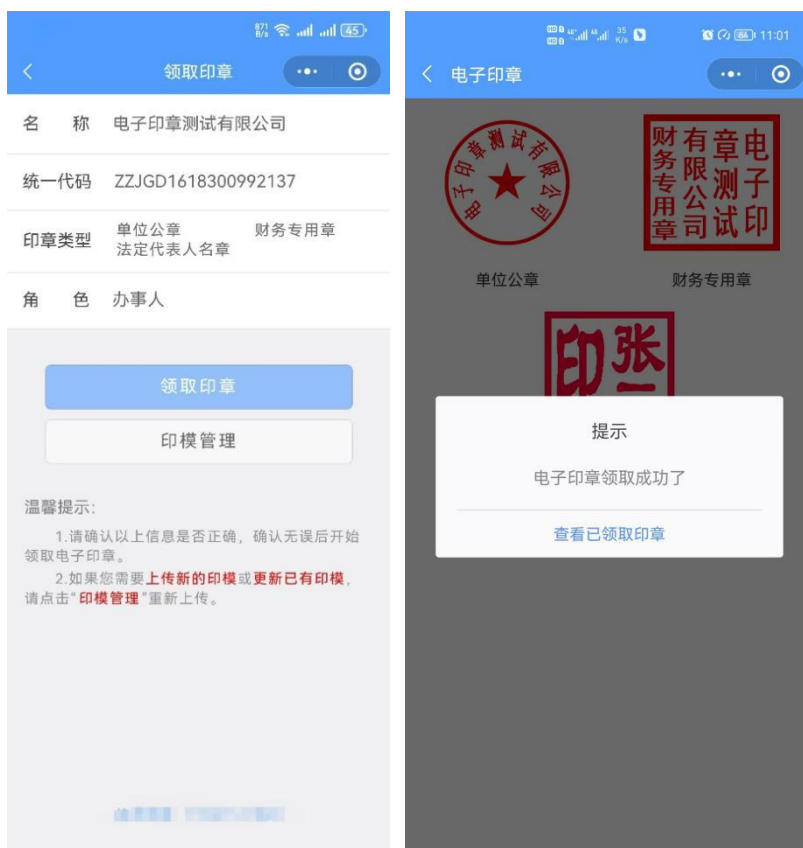 871
B/s
45
领取印章
名 称 电子印章测试有限公司
统一代码 ZZJGD1618300992137
印章类型 单位公章 财务专用章
法定代表人名章
角 色 办事人
领取印章
印模管理
温馨提示:
1.请确认以上信息是否正确，确认无误后开始
领取电子印章。
2.如果您需要上传新的印模或更新已有印模，
请点击“印模管理”重新上传。
35
K/s
84
11:01
电子印章
电子印章测试有限公司
电子印
章测试
有限公司
财务专用章
单位公章 财务专用章
张
印
提示
电子印章领取成功了
查看已领取印章